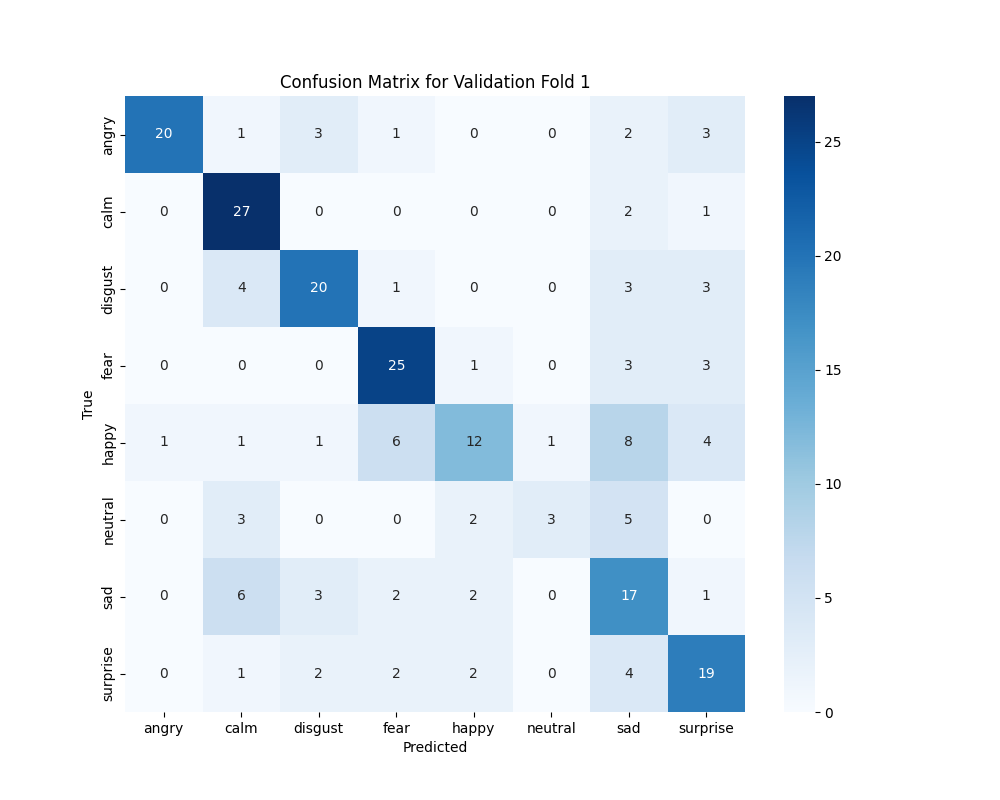 Confusion Matrix for Validation Fold 1
True
angry 20 1 3 1 0 0 2 3
calm 0 27 0 0 0 0 2 1
disgust 0 4 20 1 0 0 3 3
fear 0 0 0 25 1 0 3 3
happy 1 1 1 6 12 1 8 4
neutral 0 3 0 0 2 3 5 0
sad 0 6 3 2 2 0 17 1
surprise 0 1 2 2 2 0 4 19
angry calm disgust fear happy neutral sad surprise
Predicted
25
20
15
10
5
0